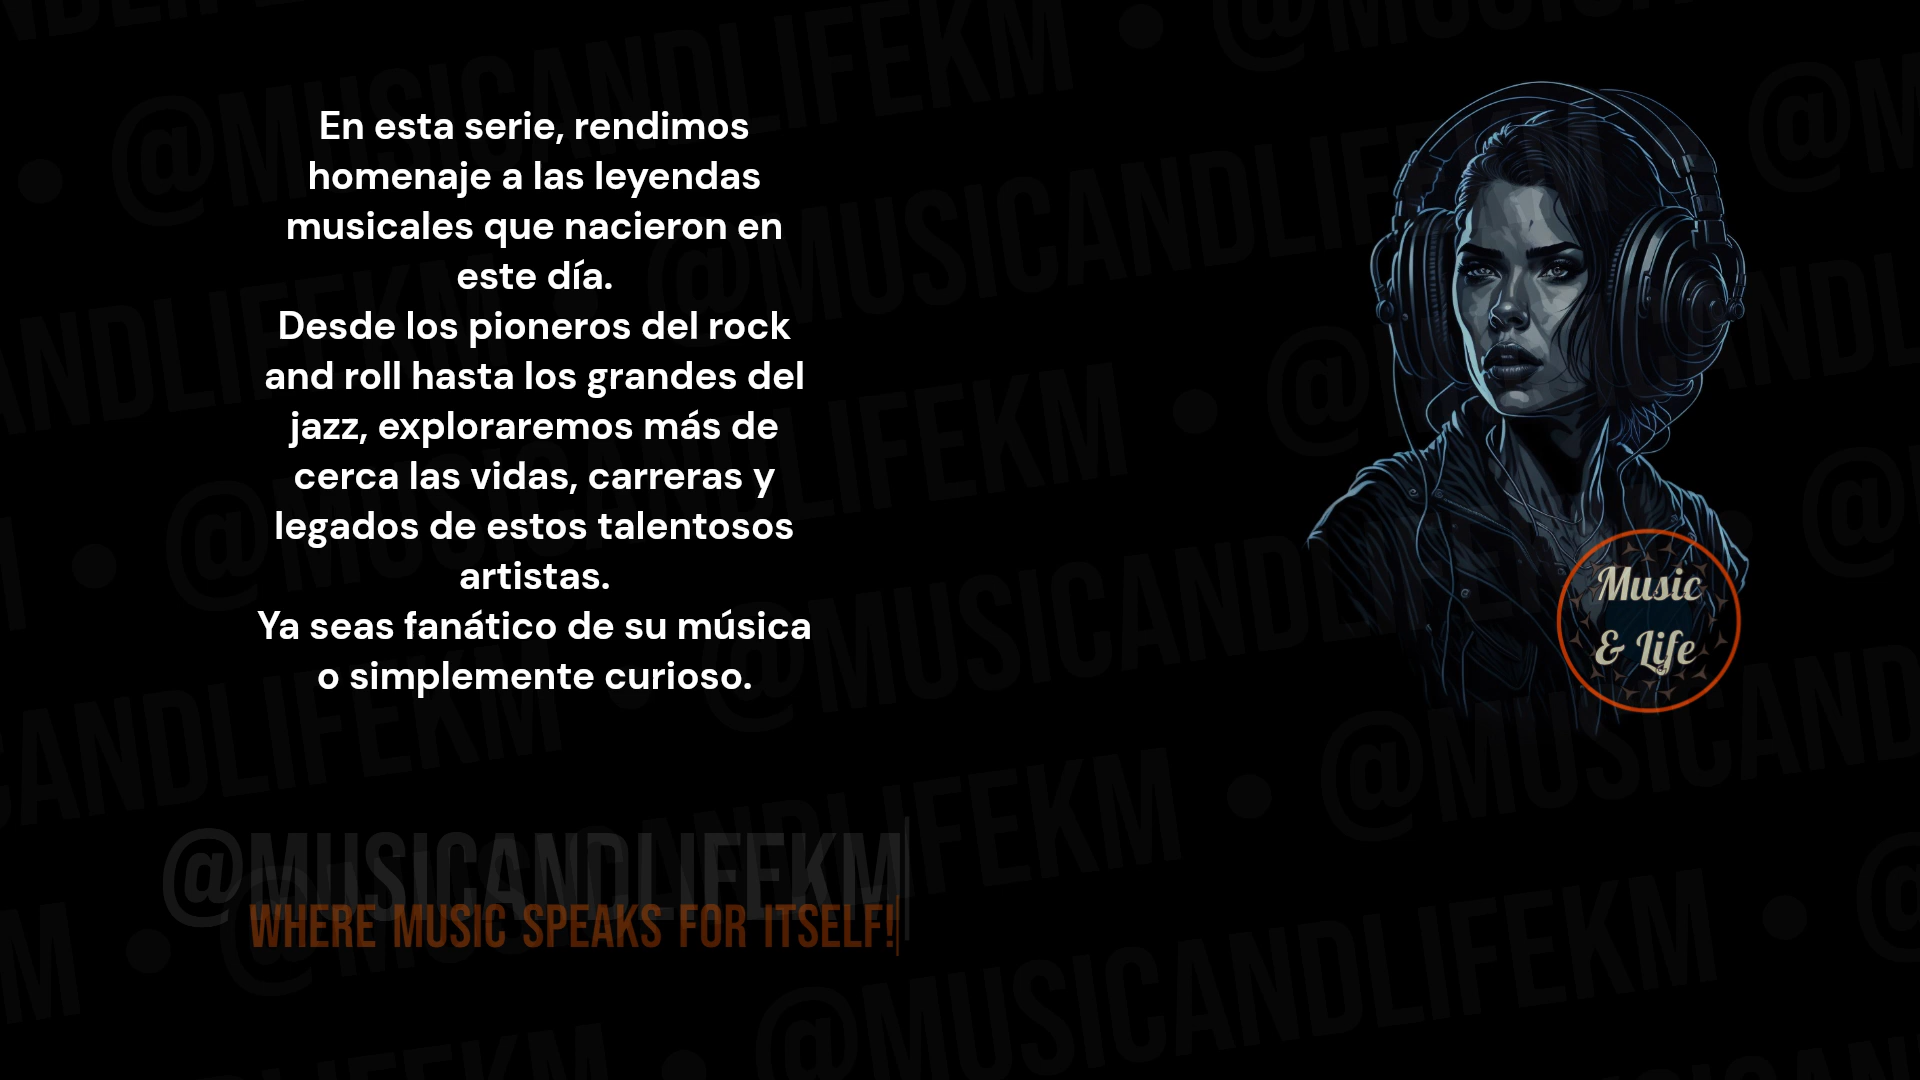 En esta serie, rendimos
homenaje a las leyendas
musicales que nacieron en
este día.
Desde los pioneros del rock
and roll hasta los grandes del
jazz, exploraremos más de
cerca las vidas, carreras y
legados de estos talentosos
artistas.
Ya seas fanático de su música
o simplemente curioso.
Music
& Life
@MUSICANDLIFEKM
WHERE MUSIC SPEAKS FOR ITSELF!